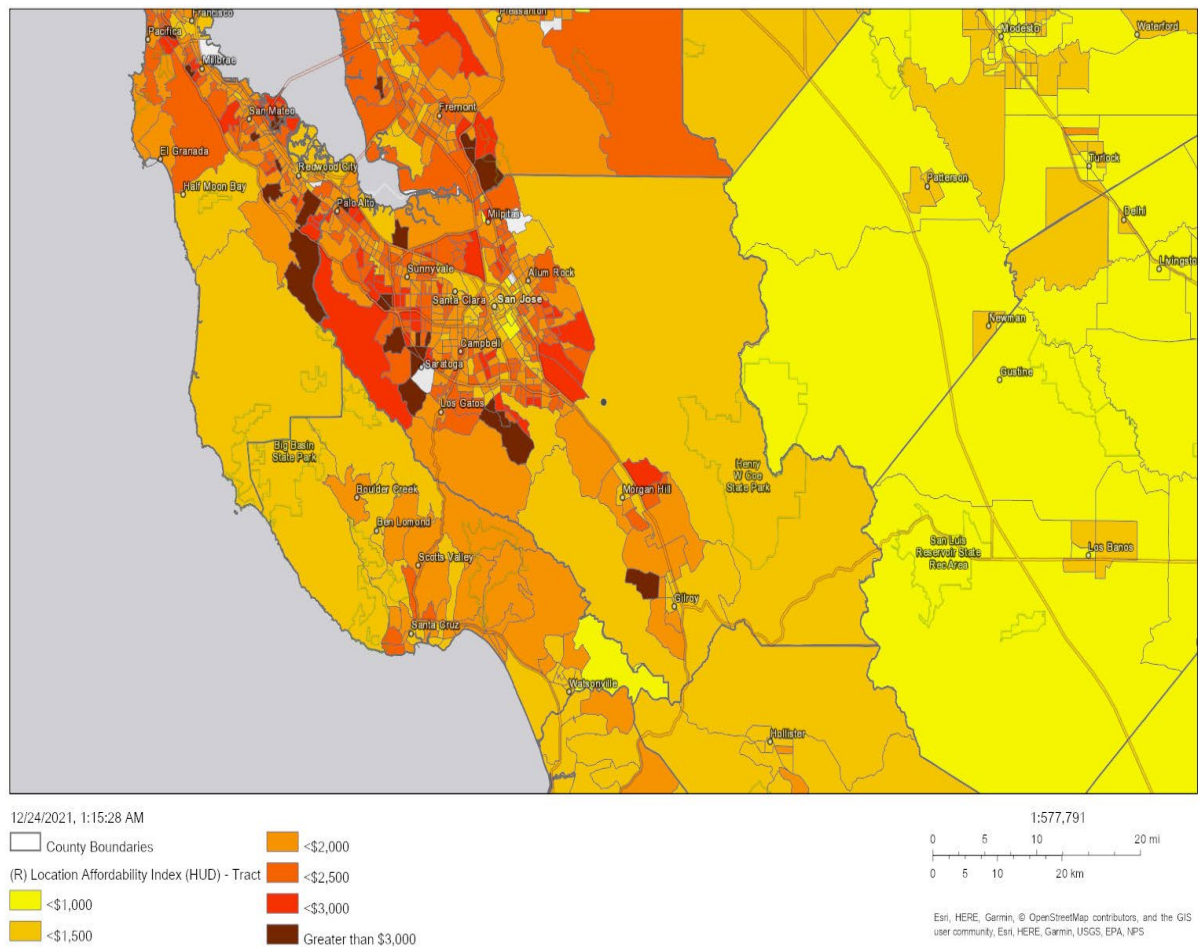 Francisco
Pleasanton
Pacifica
Modesto
Waterford
Millbrae
San Mateo
Fremont
El Granada
Redwood City
Turlock
Half Moon Bay
Palo Alto
Patterson
Milpitas
Delhi
Sunnyvale
Alum Rock
Livingsto
Santa Clara
San Jose
Newman
Campbell
Saratoga
Gustine
Los Gatos
Big Basin
State Park
Henry
W Coe
State Park
Morgan Hill
Boulder Creek
Ben Lomond
San Luis
Reservoir State
Rec Area
Los Banos
Scotts Valley
Gilroy
Santa Cruz
Watsonville
Hollister
12/24/2021, 1:15:28 AM
County Boundaries
(R) Location Affordability Index (HUD) - Tract
<$1,000
<$1,500
<$2,000
<$2,500
<$3,000
Greater than $3,000
1:577,791
0 5 10 20 mi
0 5 10 20 km
Esri, HERE, Garmin, © OpenStreetMap contributors, and the GIS
user community, Esri, HERE, Garmin, USGS, EPA, NPS